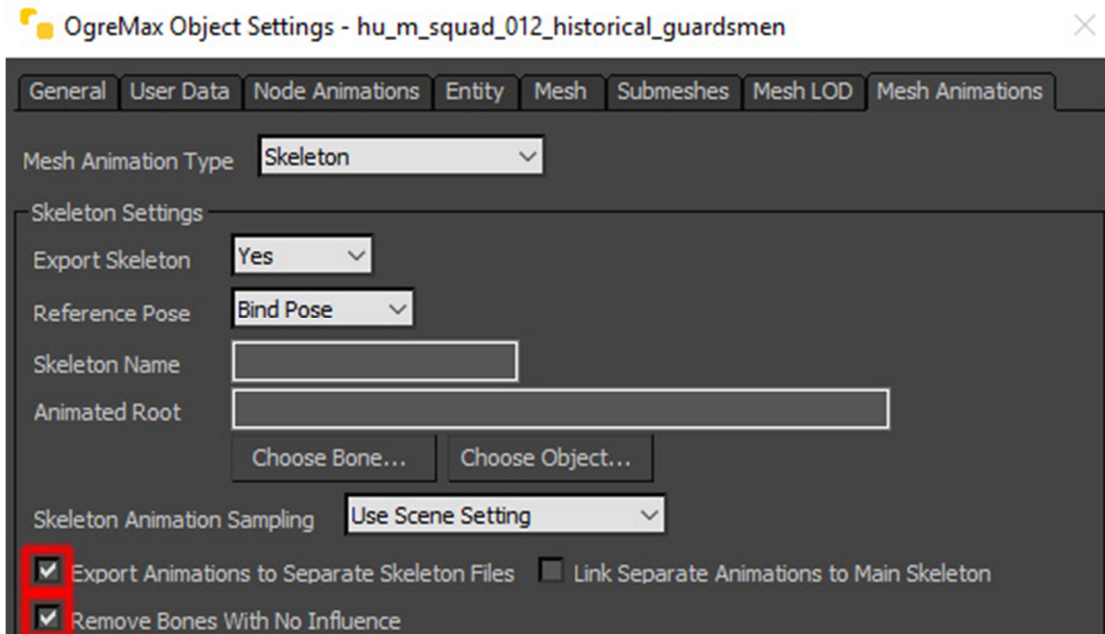 OgreMax Object Settings - hu_m_squad_012_historical_guardsmen
General User Data Node Animations Entity Mesh Submeshes Mesh LOD Mesh Animations
Mesh Animation Type Skeleton
Skeleton Settings
Export Skeleton Yes
Reference Pose Bind Pose
Skeleton Name
Animated Root
Choose Bone... Choose Object...
Skeleton Animation Sampling Use Scene Setting
Export Animations to Separate Skeleton Files Link Separate Animations to Main Skeleton
Remove Bones With No Influence